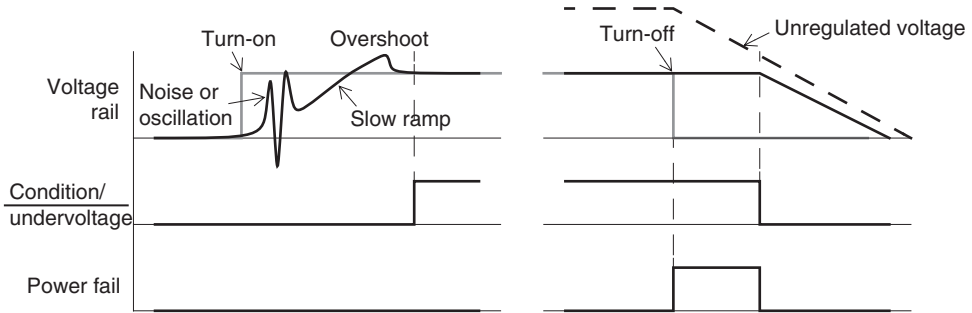 Turn-on
Overshoot
Turn-off
Unregulated voltage
Voltage
rail
Noise or
oscillation
Slow ramp
Condition/
undervoltage
Power fail